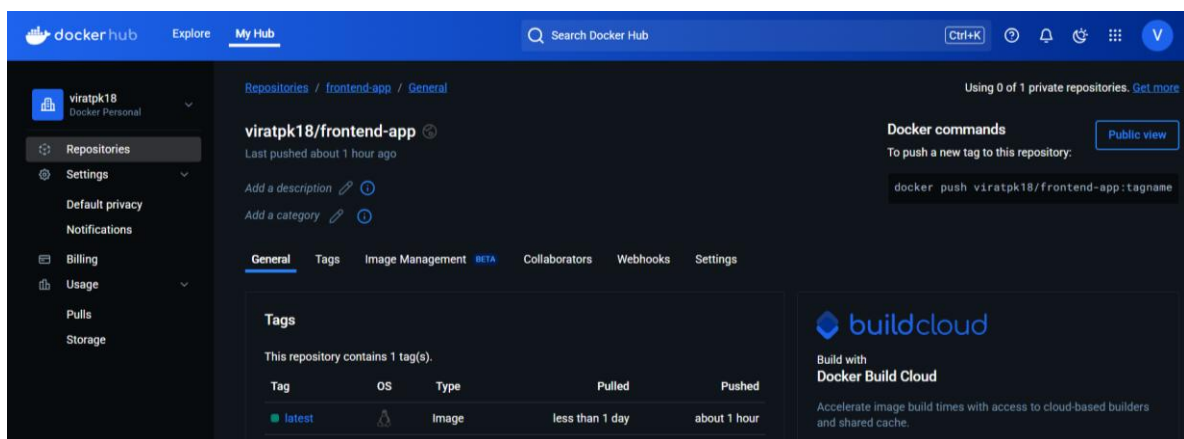 dockerhub Explore My Hub Search Docker Hub Ctrl+K V
viratpk18
Docker Personal
Repositories
Settings
Default privacy
Notifications
Billing
Usage
Pulls
Storage
Repositories / frontend-app / General
Using 0 of 1 private repositories. Get more
viratpk18/frontend-app
Last pushed about 1 hour ago
Add a description
Add a category
Docker commands
Public view
To push a new tag to this repository:
docker push viratpk18/frontend-app:tagname
General Tags Image Management BETA Collaborators Webhooks Settings
Tags
This repository contains 1 tag(s).
Tag OS Type Pulled Pushed
latest Image less than 1 day about 1 hour
buildcloud
Build with
Docker Build Cloud
Accelerate image build times with access to cloud-based builders
and shared cache.